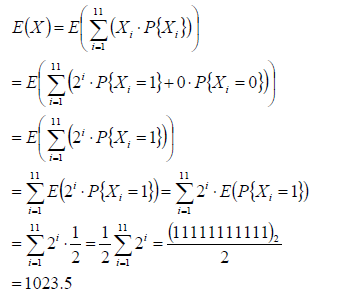 E(X) = E(∑_{i=1}^{11} (X_i · P{X_i}))
= E(∑_{i=1}^{11} (2^i · P{X_i = 1} + 0 · P{X_i = 0}))
= E(∑_{i=1}^{11} (2^i · P{X_i = 1}))
= ∑_{i=1}^{11} E(2^i · P{X_i = 1}) = ∑_{i=1}^{11} 2^i · E(P{X_i = 1})
= ∑_{i=1}^{11} 2^i · 1/2 = 1/2 ∑_{i=1}^{11} 2^i = (11111111111)_2 / 2
= 1023.5